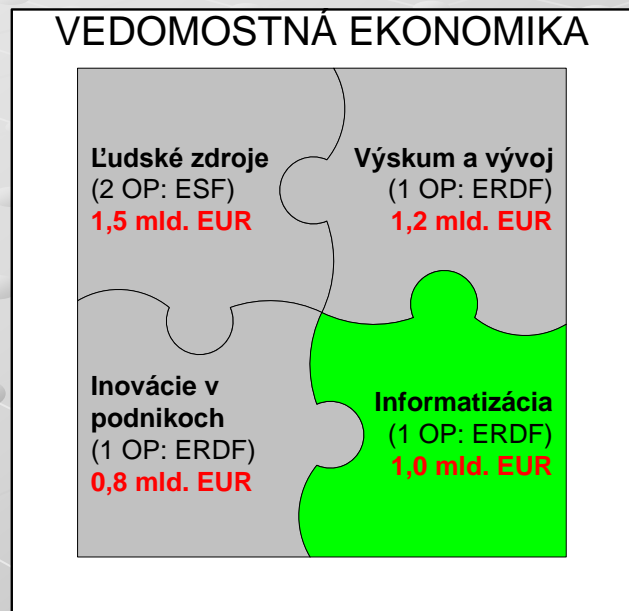 VEDOMOSTNÁ EKONOMIKA
Ľudské zdroje
(2 OP: ESF)
1,5 mld. EUR
Výskum a vývoj
(1 OP: ERDF)
1,2 mld. EUR
Inovácie v
podnikoch
(1 OP: ERDF)
0,8 mld. EUR
Informatizácia
(1 OP: ERDF)
1,0 mld. EUR